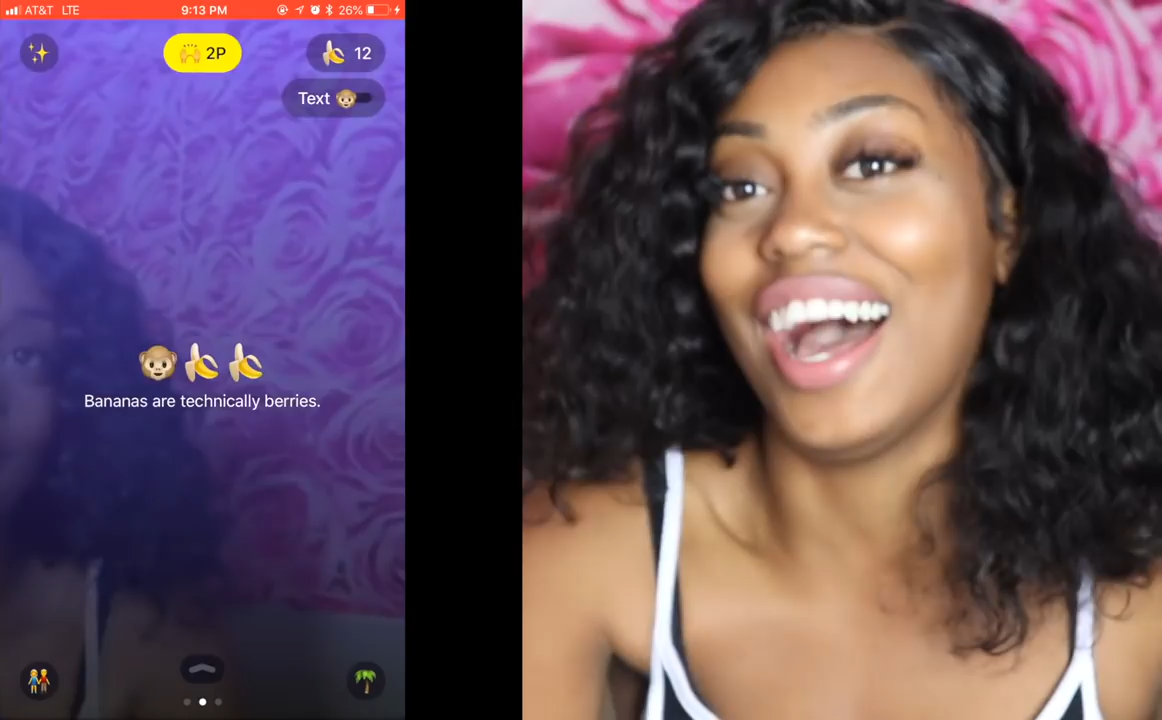 AT&T LTE 9:13 PM 26%
2P
12
Text
Bananas are technically berries.